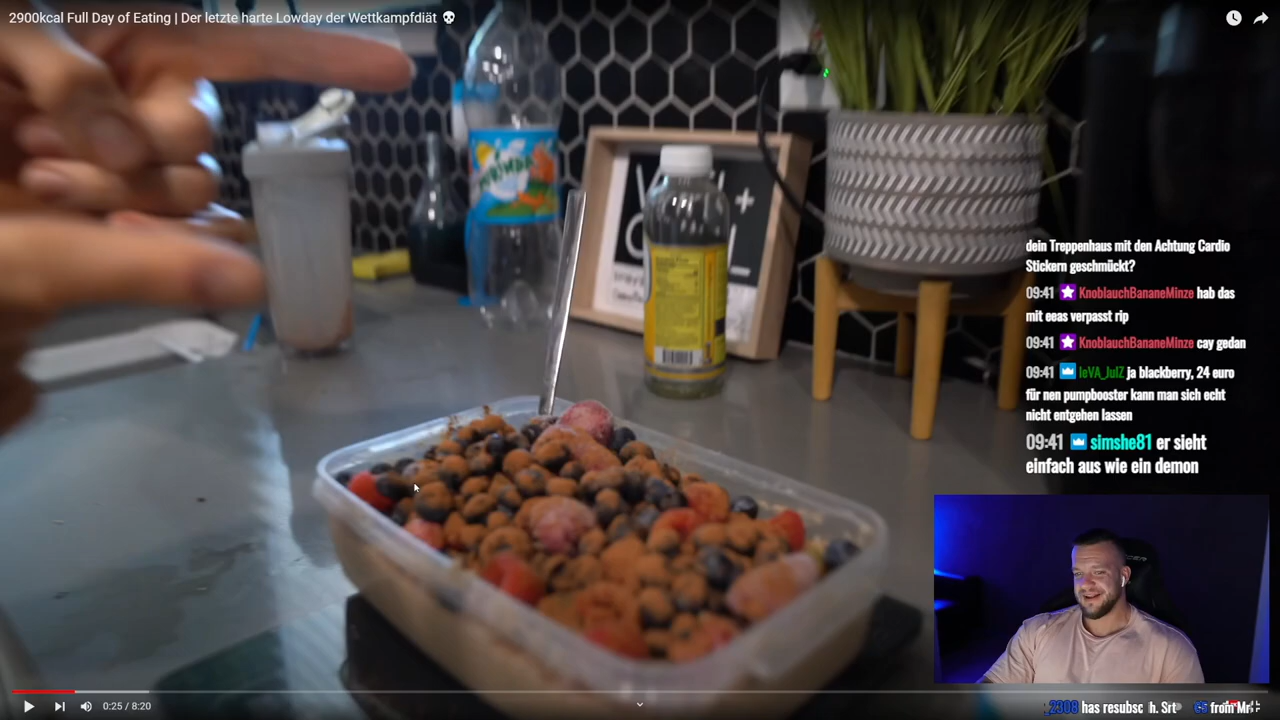 2900kcal Full Day of Eating | Der letzte harte Lowday der Wettkampfdiät 💀
MIRINDA
dein Treppenhaus mit den Achtung Cardio
Stickern geschmückt?
09:41 KnoblauchBananeMinze hab das
mit eeas verpasst rip
09:41 KnoblauchBananeMinze cay gedan
09:41 leVA_JulZ ja blackberry, 24 euro
für nen pumpbooster kann man sich echt
nicht entgehen lassen
09:41 simshe81 er sieht
einfach aus wie ein demon
0:25 / 8:20
2308 has resubsc